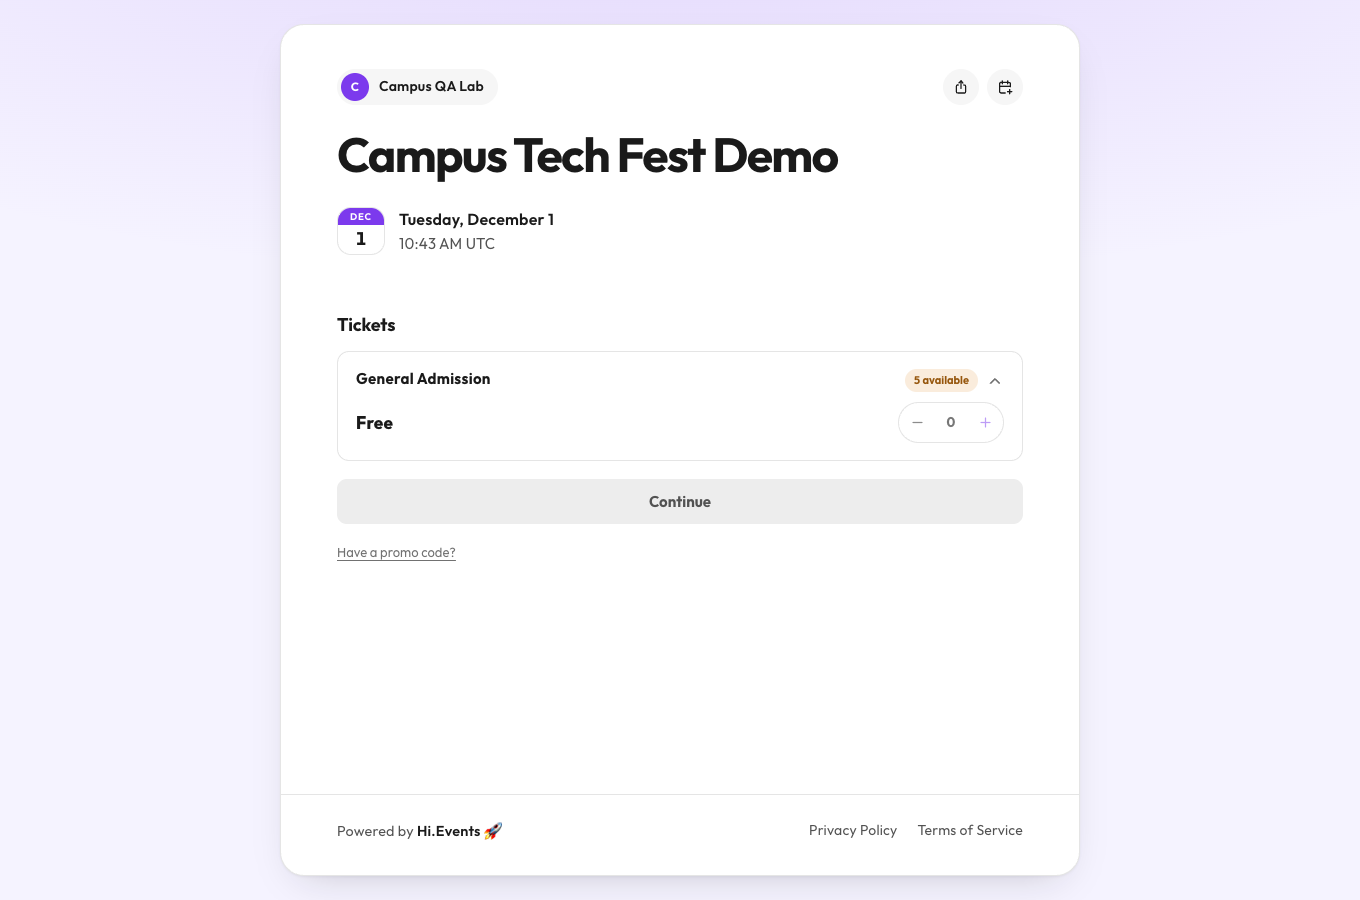 C Campus QA Lab
Campus Tech Fest Demo
DEC
1
Tuesday, December 1
10:43 AM UTC
Tickets
General Admission
5 available
Free
0
Continue
Have a promo code?
Powered by Hi.Events 🚀
Privacy Policy
Terms of Service